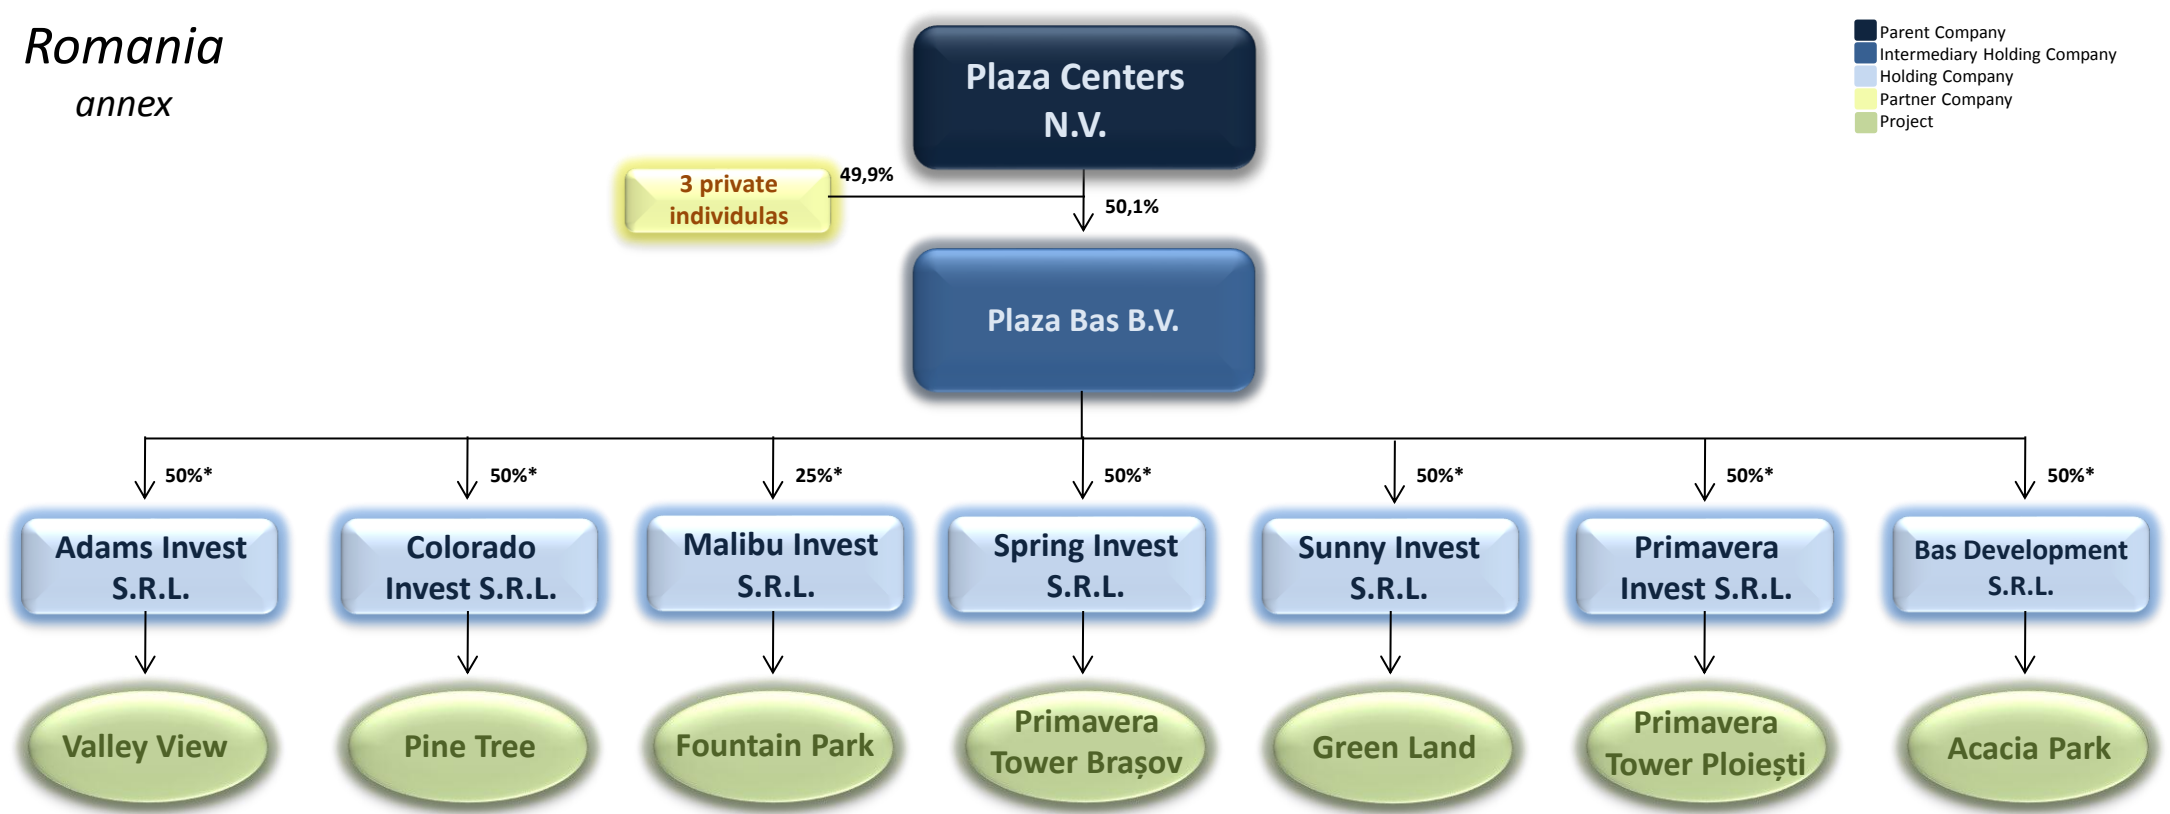 Romania
annex
Plaza Centers
N.V.
Parent Company
Intermediary Holding Company
Holding Company
Partner Company
Project
3 private
individulas
49,9%
50,1%
Plaza Bas B.V.
50%*
50%*
25%*
50%*
50%*
50%*
50%*
Adams Invest
S.R.L.
Colorado
Invest S.R.L.
Malibu Invest
S.R.L.
Spring Invest
S.R.L.
Sunny Invest
S.R.L.
Primavera
Invest S.R.L.
Bas Development
S.R.L.
Valley View
Pine Tree
Fountain Park
Primavera
Tower Brașov
Green Land
Primavera
Tower Ploiești
Acacia Park